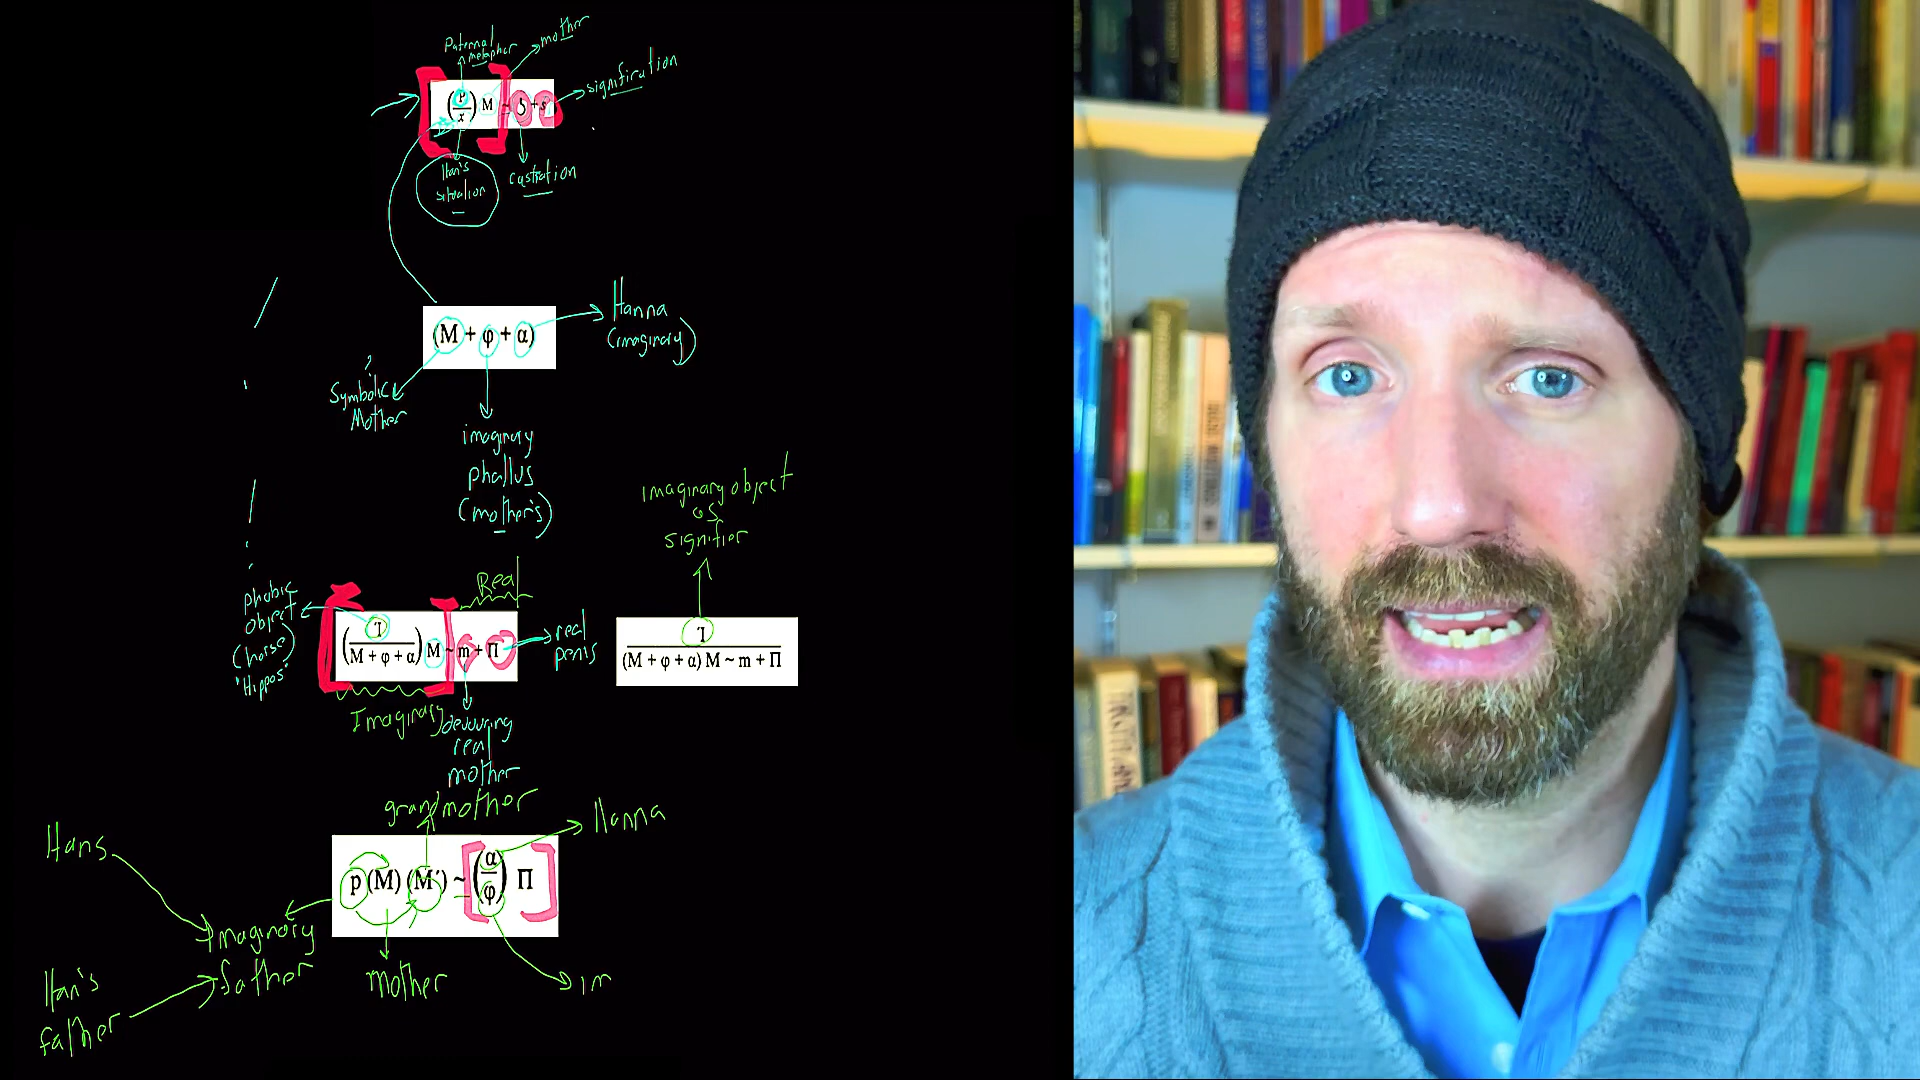 Paternal
metaphor
mother
signification
(P/x) M ~ + s
Han's
situation
castration
(M + φ + α)
Hanna
(imaginary)
?
Symbolic
Mother
imaginary
phallus
(mother's)
imaginary object
as
signifier
Real
phobic
object
(horse)
"Hippos"
( /M + φ + α) M ~ m + Π
real
penis
(M + φ + α) M ~ m + Π
Imaginary
devouring
real
mother
grandmother
Hanna
Hans
p (M) (M′) ~ (α/φ) Π
Imaginary
father
mother
im
Han's
father